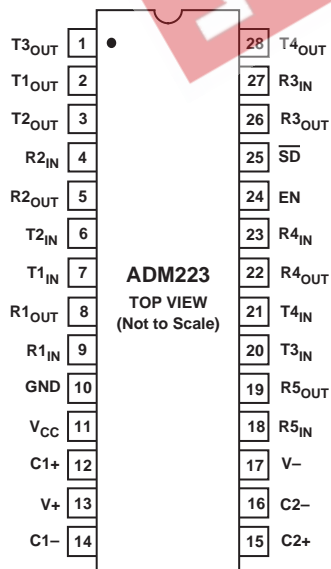 T3OUT 1 28 T4OUT
T1OUT 2 27 R3IN
T2OUT 3 26 R3OUT
R2IN 4 25 S̅D̅
R2OUT 5 24 EN
T2IN 6 23 R4IN
T1IN 7 22 R4OUT
ADM223
TOP VIEW
(Not to Scale)
R1OUT 8 21 T4IN
R1IN 9 20 T3IN
GND 10 19 R5OUT
VCC 11 18 R5IN
C1+ 12 17 V–
V+ 13 16 C2–
C1– 14 15 C2+